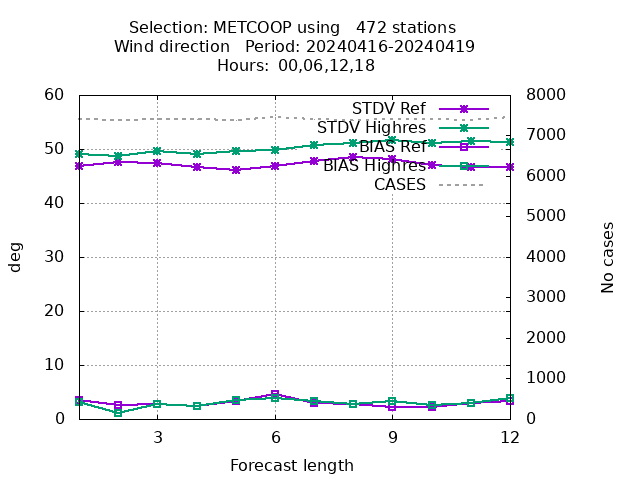 Selection: METCOOP using   472 stations
Wind direction   Period: 20240416-20240419
Hours: 00,06,12,18
60
50
40
30
20
10
0
deg
8000
7000
6000
5000
4000
3000
2000
1000
0
No cases
STDV Ref
STDV Highres
BIAS Ref
BIAS Highres
CASES
3
6
9
12
Forecast length